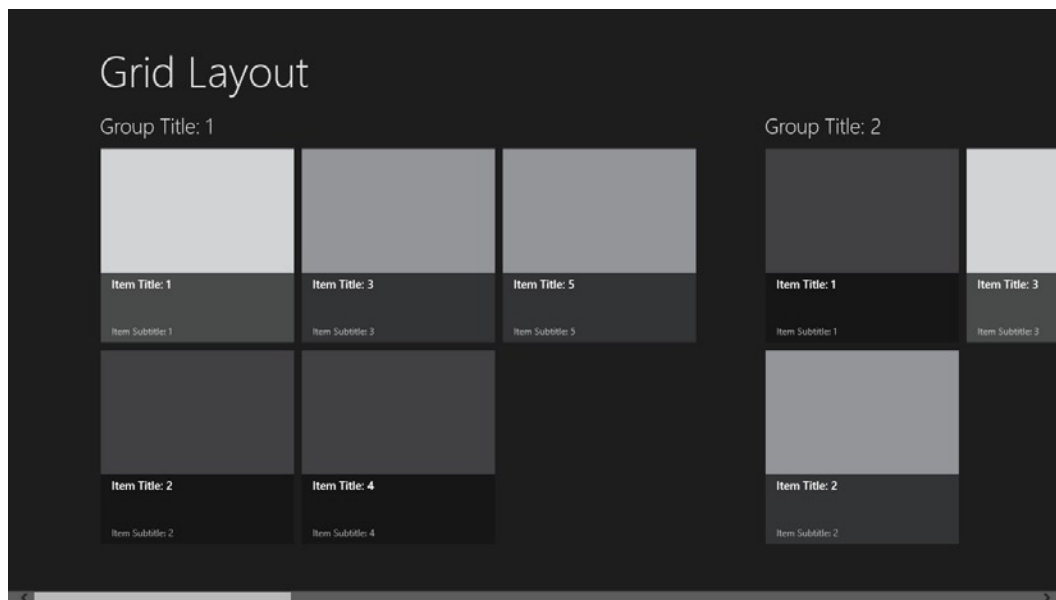 Grid Layout
Group Title: 1
Item Title: 1
Item Subtitle: 1
Item Title: 3
Item Subtitle: 3
Item Title: 5
Item Subtitle: 5
Item Title: 2
Item Subtitle: 2
Item Title: 4
Item Subtitle: 4
Group Title: 2
Item Title: 1
Item Subtitle: 1
Item Title: 3
Item Subtitle: 3
Item Title: 2
Item Subtitle: 2